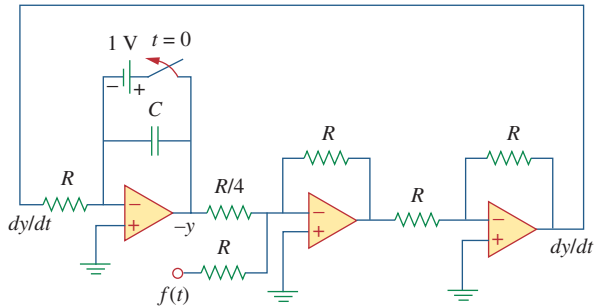 1 V
t = 0
− +
C
R
R
R
R
R/4
R
dy/dt
−
+
−y
−
+
−
+
dy/dt
R
f(t)